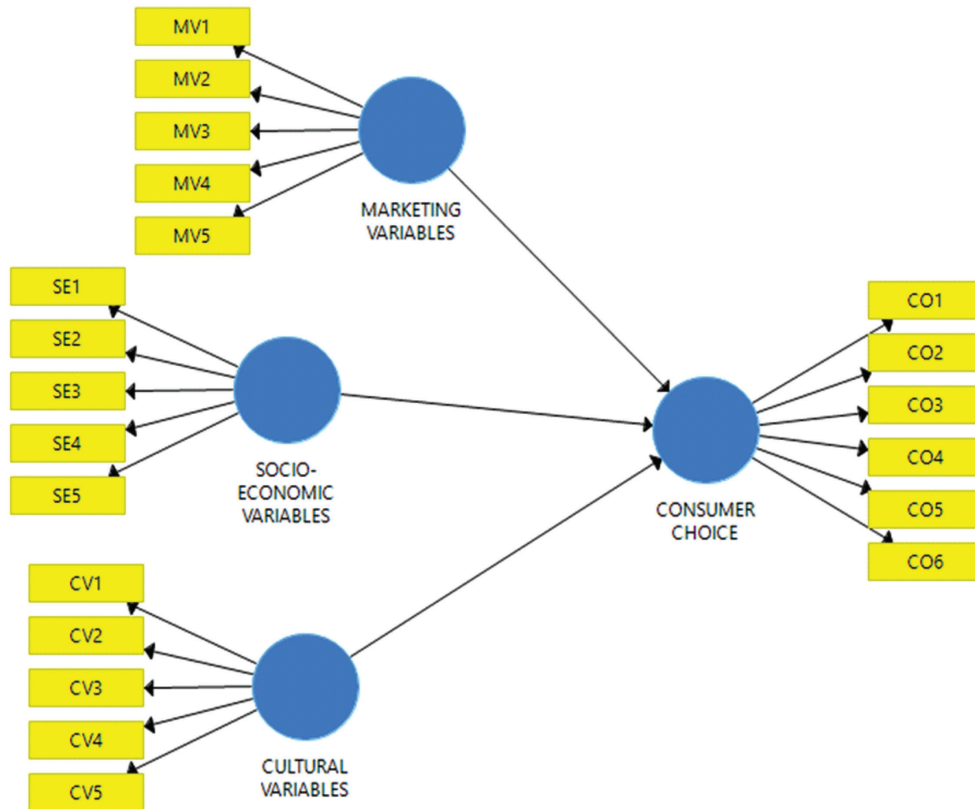 MV1
MV2
MV3
MV4
MV5
MARKETING
VARIABLES
SE1
SE2
SE3
SE4
SE5
SOCIO-
ECONOMIC
VARIABLES
CV1
CV2
CV3
CV4
CV5
CULTURAL
VARIABLES
CONSUMER
CHOICE
CO1
CO2
CO3
CO4
CO5
CO6